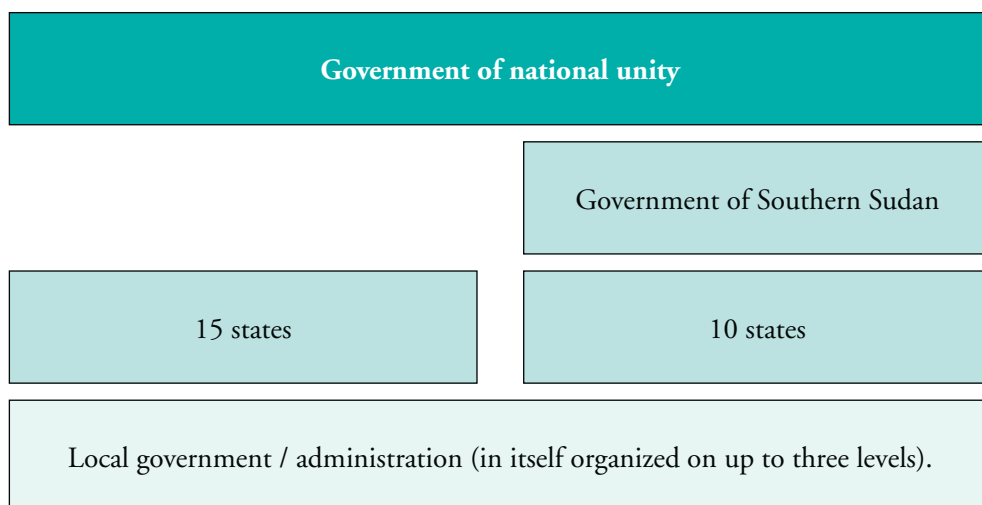 Government of national unity
Government of Southern Sudan
15 states
10 states
Local government / administration (in itself organized on up to three levels).